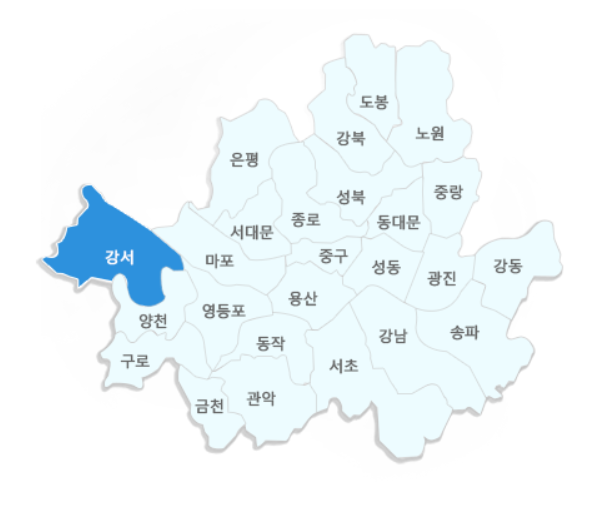 도봉
노원
강북
은평
중랑
성북
종로
동대문
서대문
강서
마포
중구
성동
광진
강동
용산
영등포
양천
송파
강남
동작
구로
서초
관악
금천